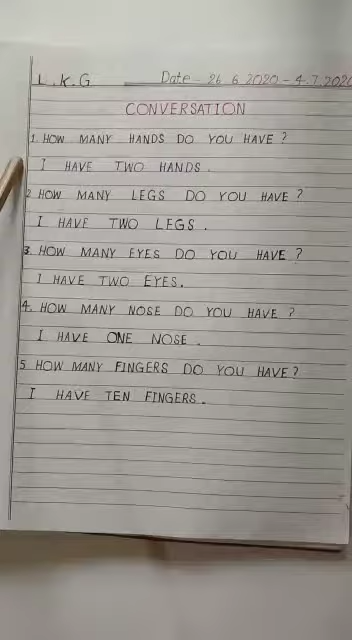 L.K.G Date - 26.6.2020 - 4.7.2020
CONVERSATION
1. HOW MANY HANDS DO YOU HAVE ?
I HAVE TWO HANDS .
2. HOW MANY LEGS DO YOU HAVE ?
I HAVE TWO LEGS .
3. HOW MANY EYES DO YOU HAVE ?
I HAVE TWO EYES.
4. HOW MANY NOSE DO YOU HAVE ?
I HAVE ONE NOSE .
5 HOW MANY FINGERS DO YOU HAVE?
I HAVE TEN FINGERS .